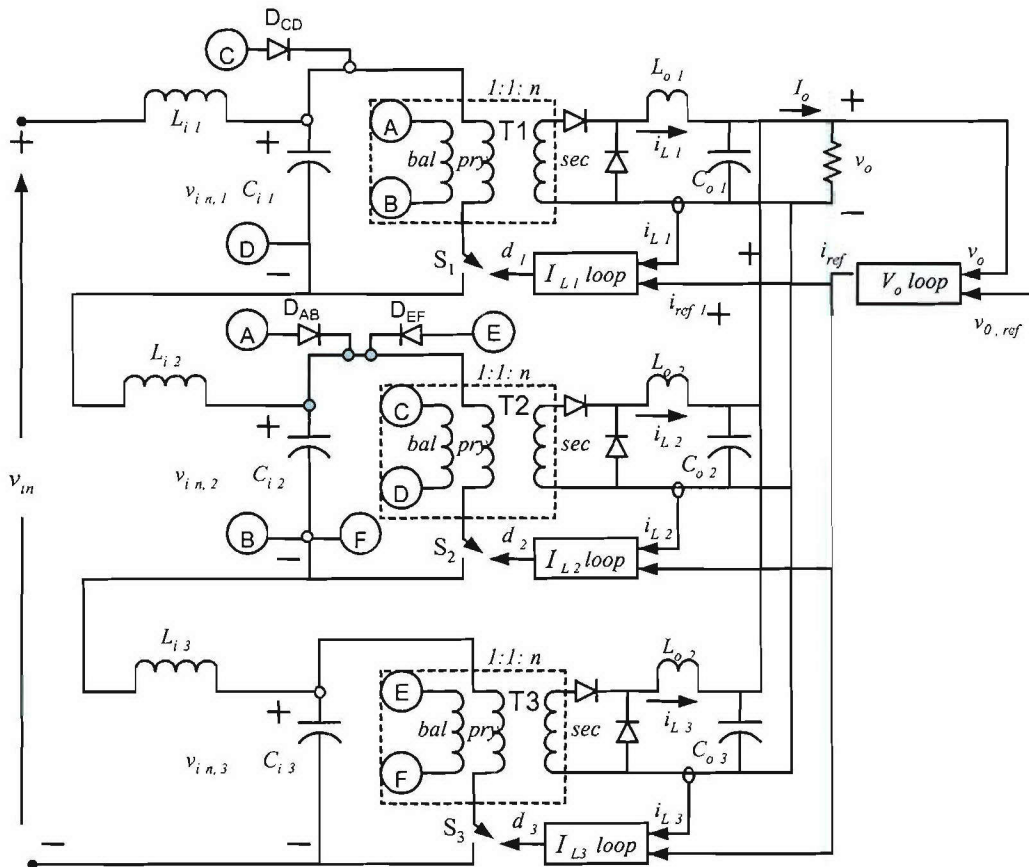 D_CD
C
L_i 1
+
+
v_in,1 C_i 1
D
−
1:1: n
A
B
bal pry T1 sec
L_o 1
i_L 1
C_o 1
I_o
+
v_o
−
i_L 1
S_1
d_1
I_L1 loop
+
i_ref 1
+
i_ref
v_o
V_o loop
v_0, ref
A
D_AB
D_EF
E
L_i 2
+
v_in,2 C_i 2
B
F
−
v_in
1:1: n
C
D
bal pry T2 sec
L_o 2
i_L 2
C_o 2
i_L 2
S_2
d_2
I_L2 loop
L_i 3
+
v_in,3 C_i 3
−
−
1:1: n
E
F
bal pry T3 sec
L_o 2
i_L 3
C_o 3
i_L 3
S_3
d_3
I_L3 loop